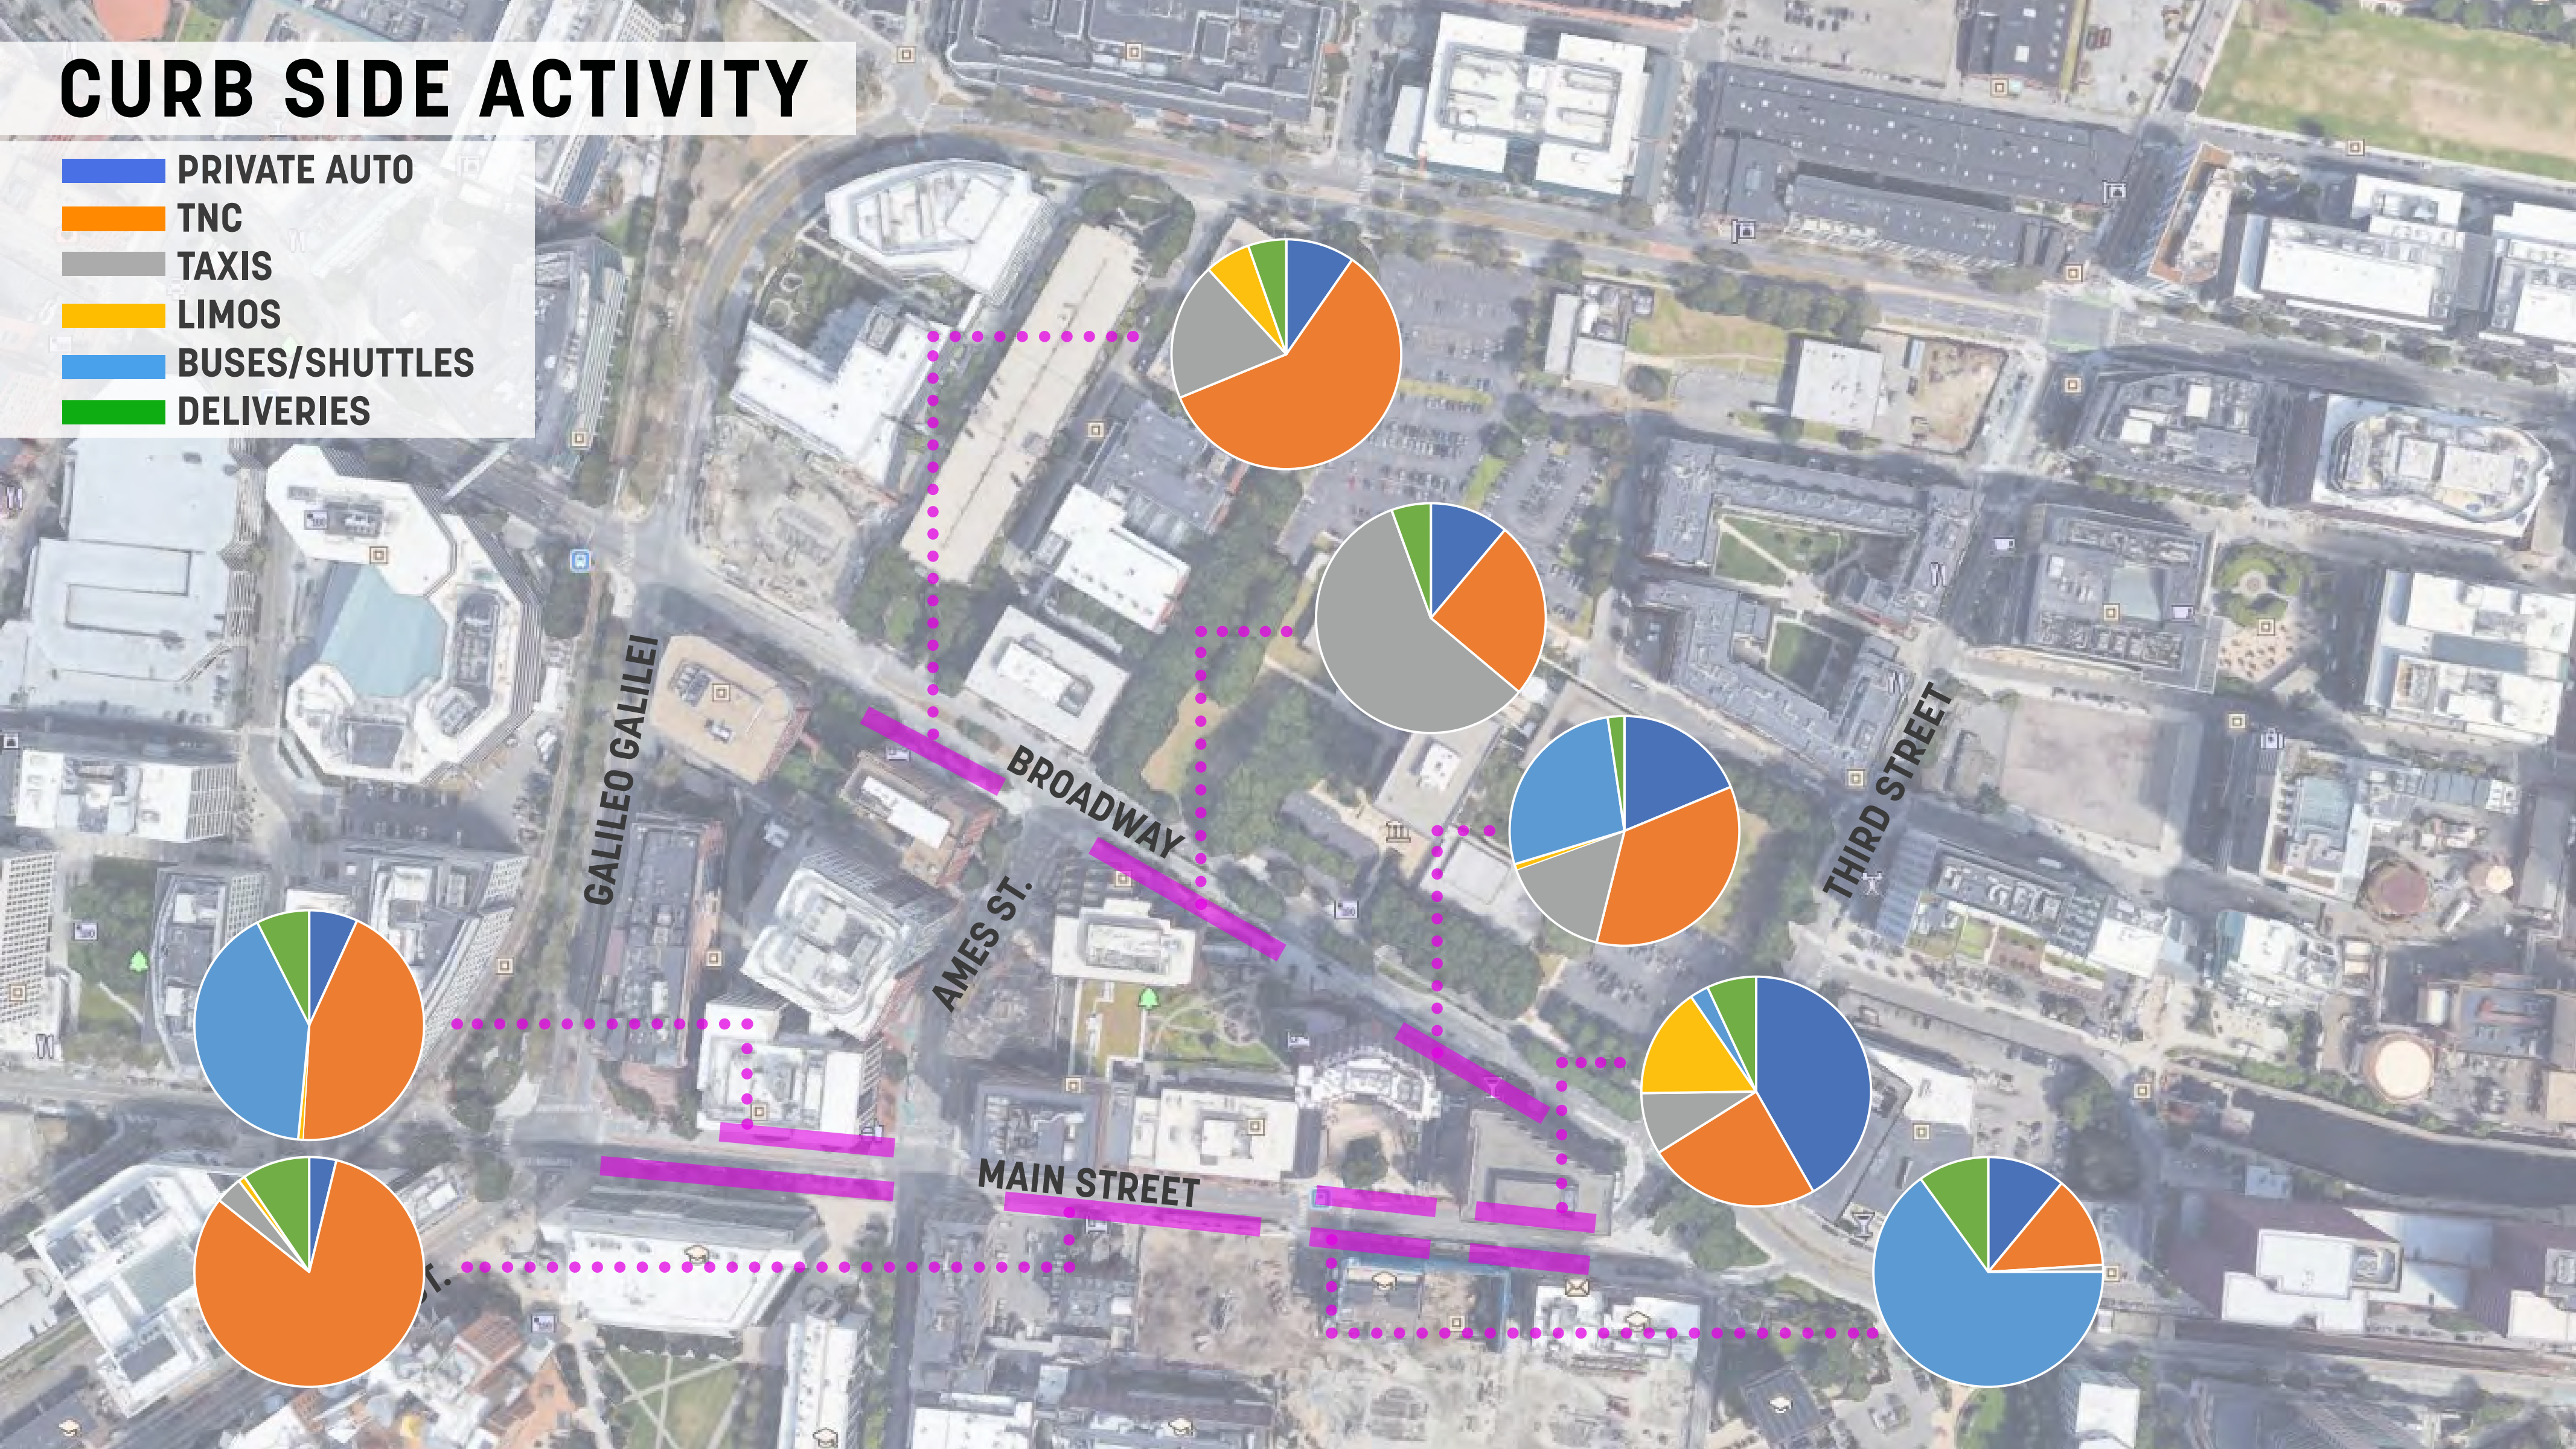 CURB SIDE ACTIVITY
PRIVATE AUTO
TNC
TAXIS
LIMOS
BUSES/SHUTTLES
DELIVERIES
GALILEO GALILEI
BROADWAY
THIRD STREET
AMES ST.
MAIN STREET
ST.